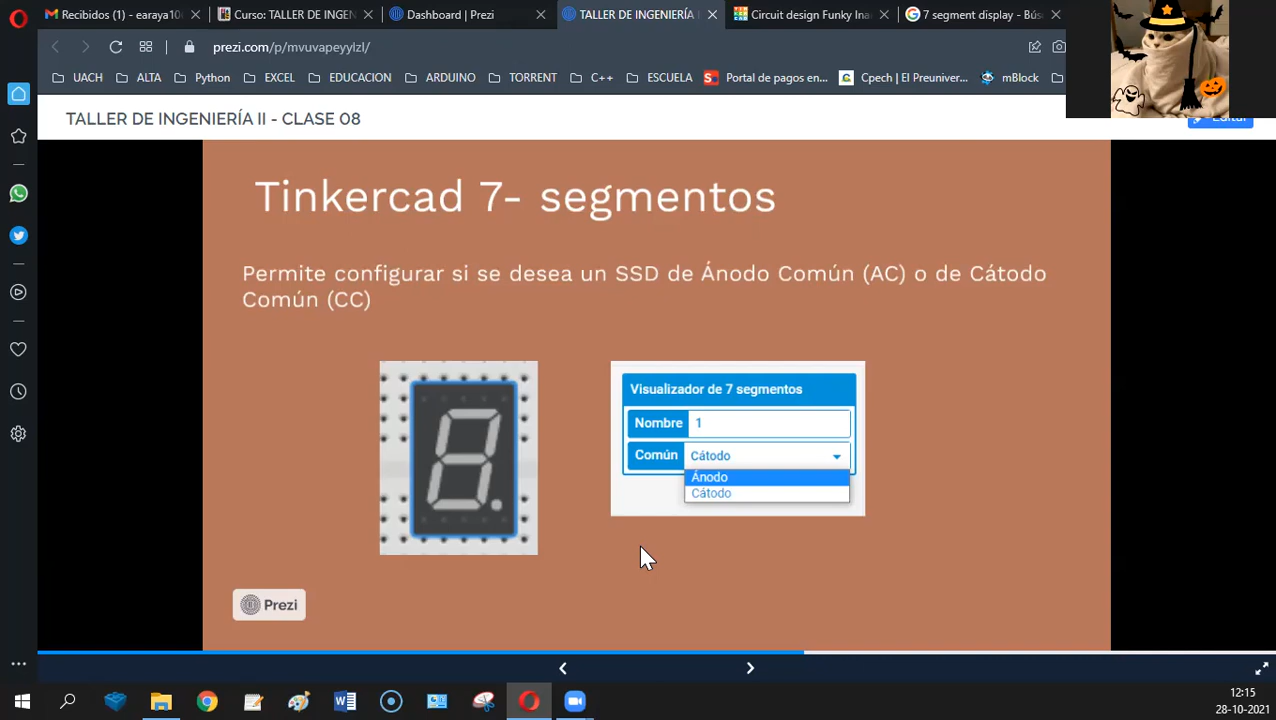 Recibidos (1) - earaya10
Curso: TALLER DE INGEN
Dashboard | Prezi
TALLER DE INGENIERÍA
Circuit design Funky Ina
7 segment display - Bús
prezi.com/p/mvuvapeyylzl/
UACH
ALTA
Python
EXCEL
EDUCACION
ARDUINO
TORRENT
C++
ESCUELA
Portal de pagos en...
Cpech | El Preuniver...
mBlock
TALLER DE INGENIERÍA II - CLASE 08
Editar
Tinkercad 7- segmentos
Permite configurar si se desea un SSD de Ánodo Común (AC) o de Cátodo
Común (CC)
Visualizador de 7 segmentos
Nombre 1
Común Cátodo
Ánodo
Cátodo
Prezi
12:15
28-10-2021